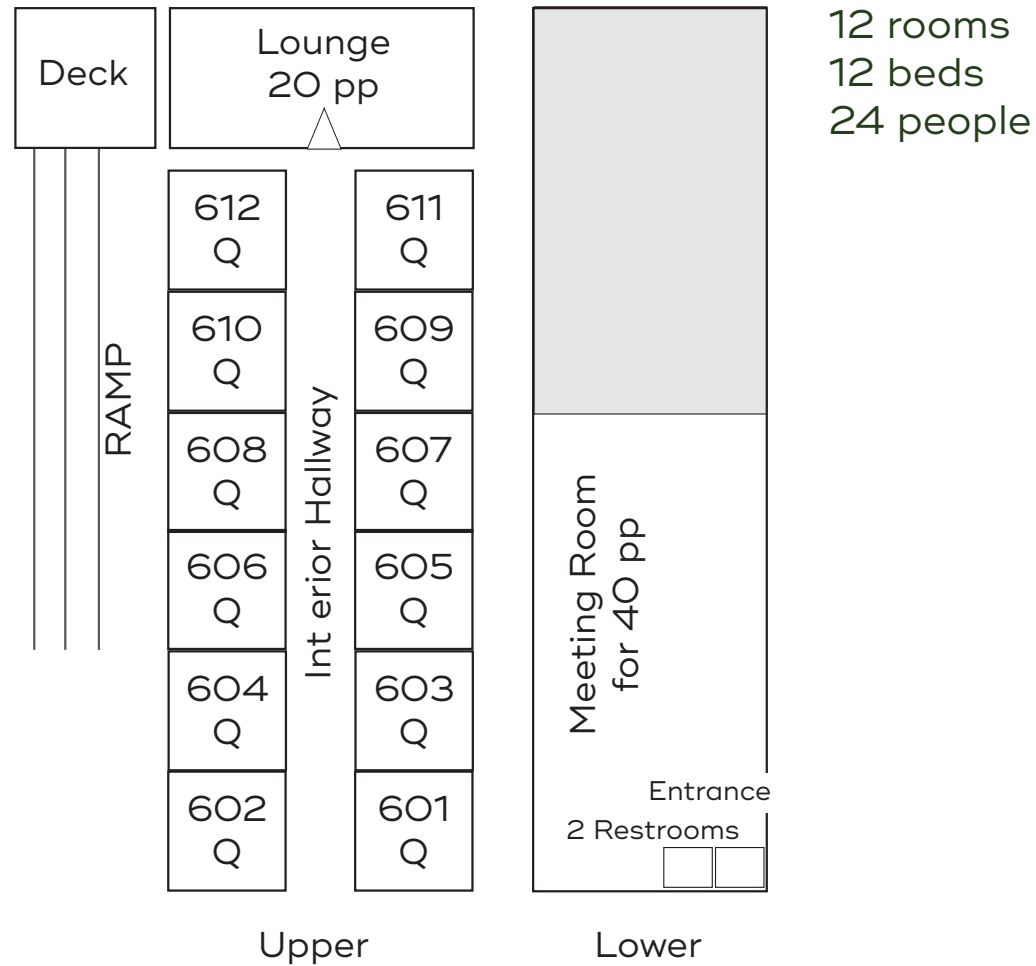 Deck
Lounge
20 pp
12 rooms
12 beds
24 people
612
Q
611
Q
610
Q
609
Q
608
Q
607
Q
606
Q
605
Q
604
Q
603
Q
602
Q
601
Q
RAMP
Int erior Hallway
Meeting Room
for 40 pp
Entrance
2 Restrooms
Upper
Lower